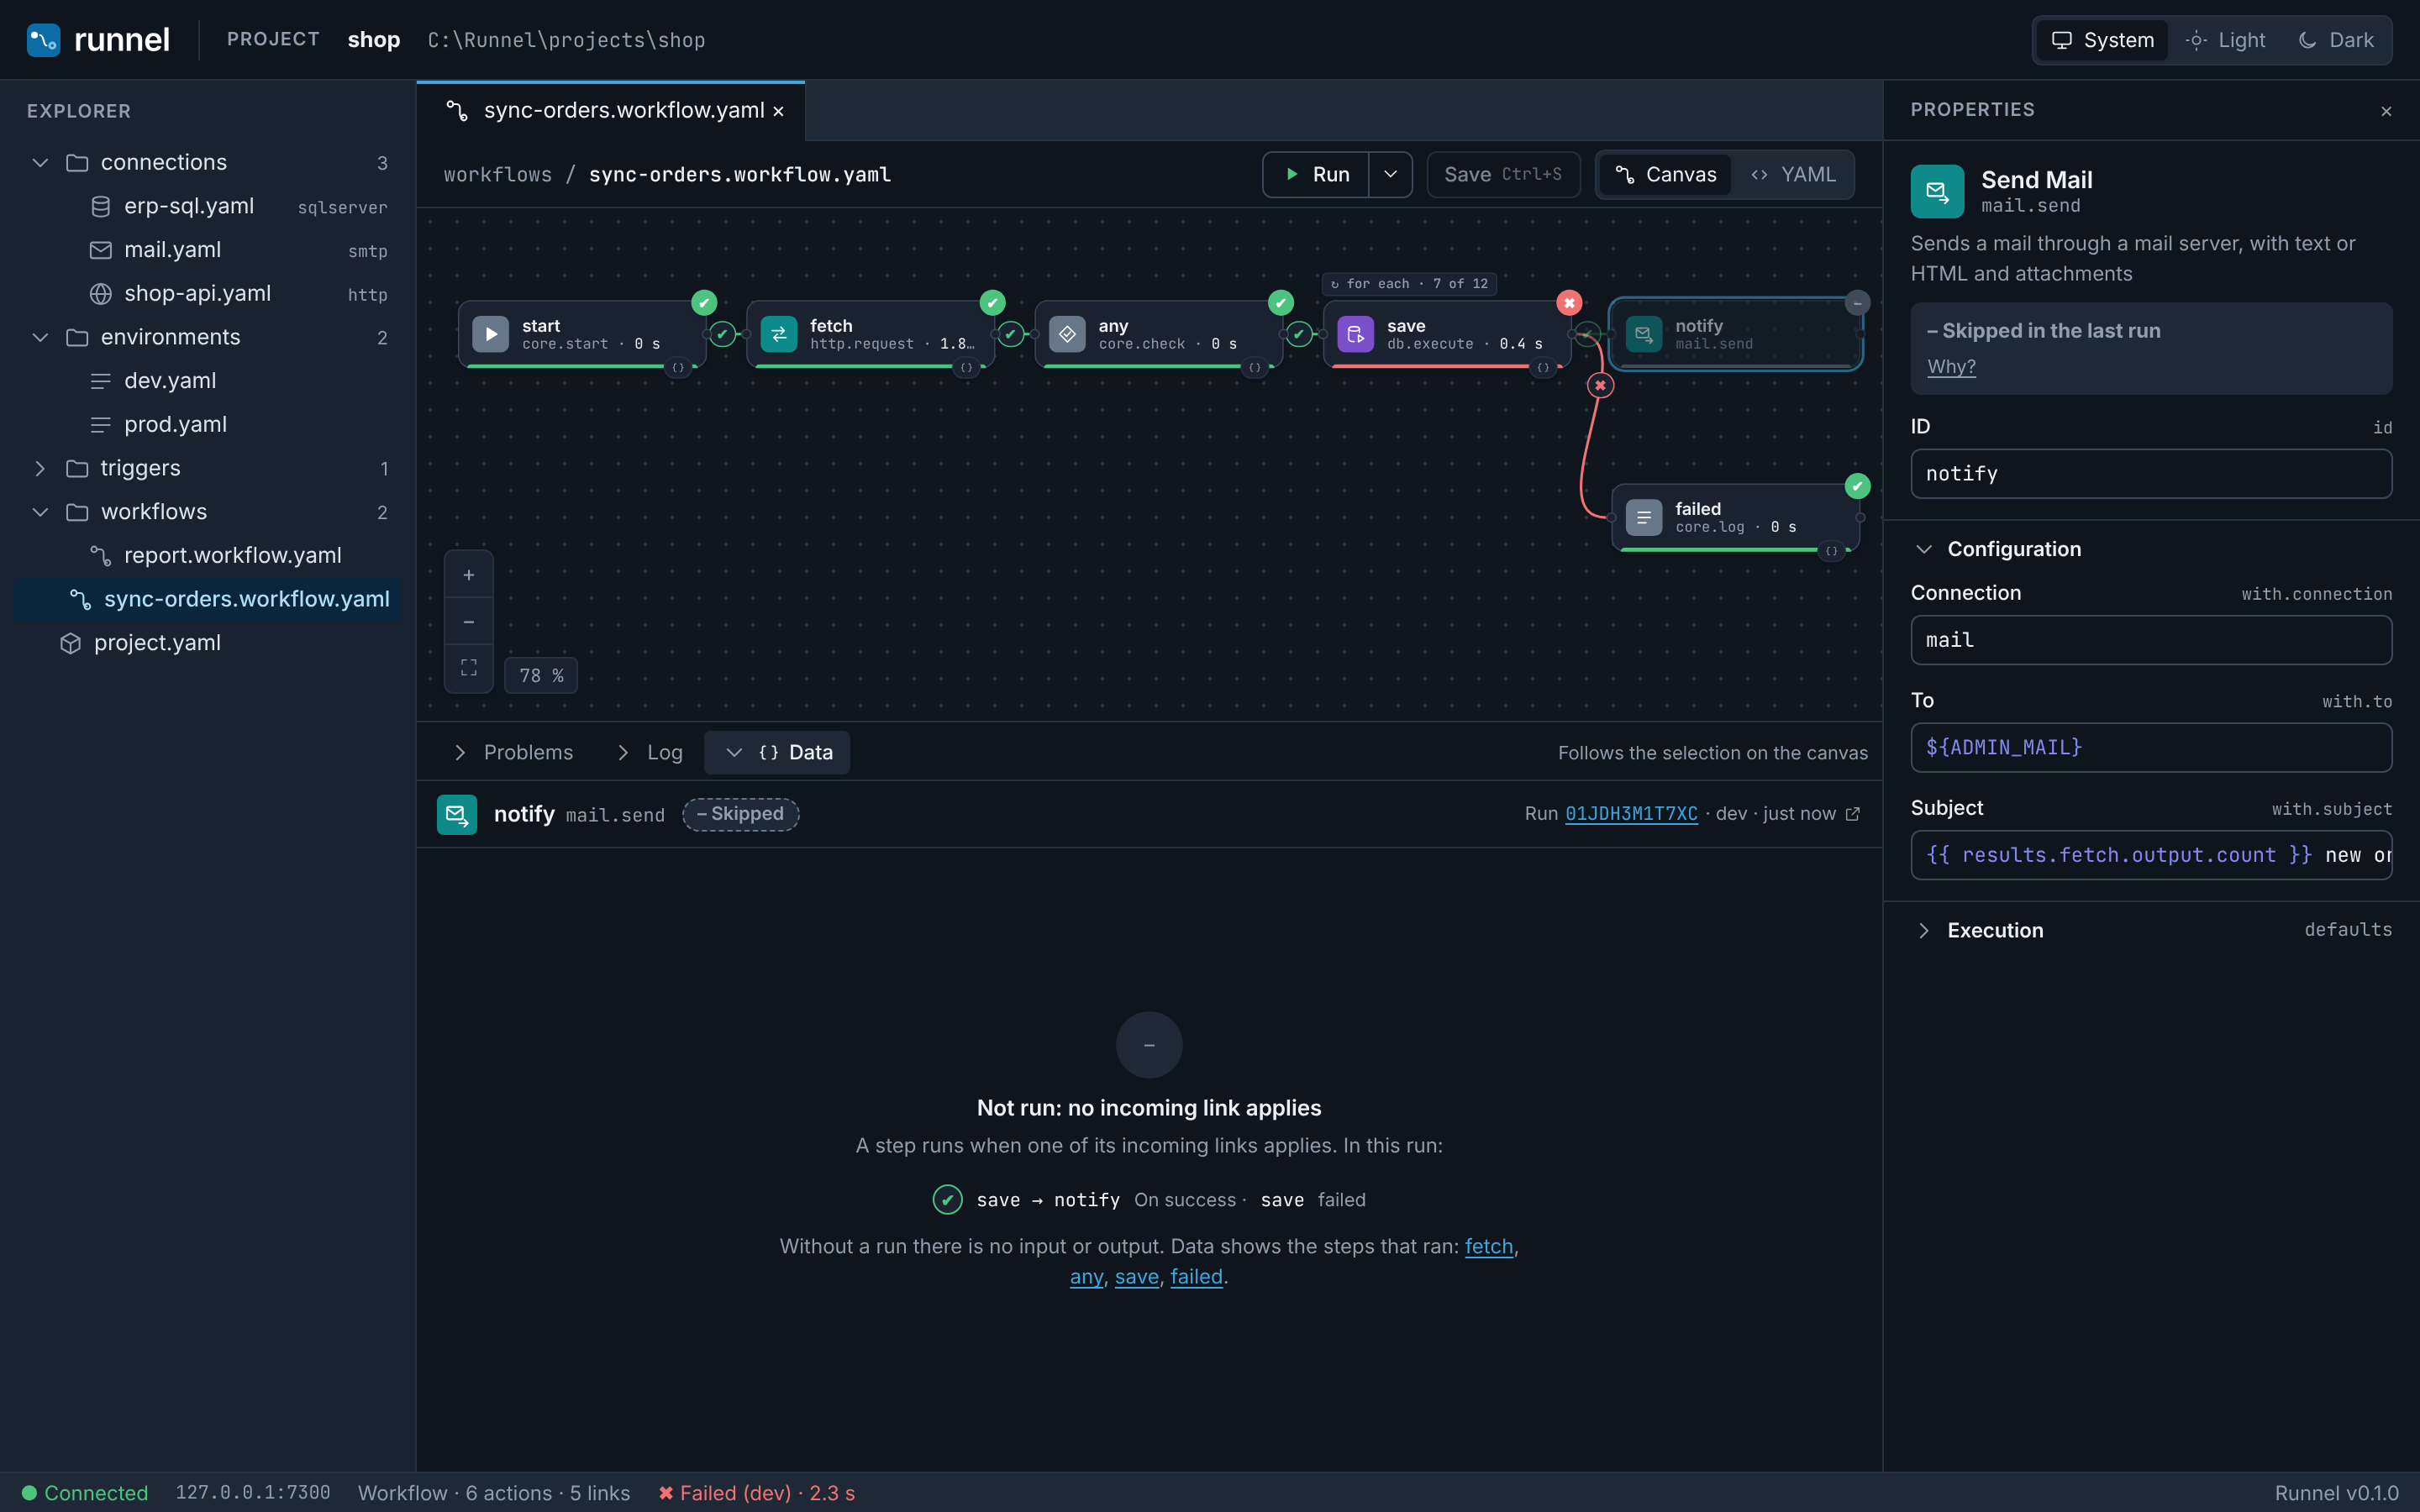 runnel
PROJECT shop C:\Runnel\projects\shop
System Light Dark
EXPLORER
connections 3
erp-sql.yaml sqlserver
mail.yaml smtp
shop-api.yaml http
environments 2
dev.yaml
prod.yaml
triggers 1
workflows 2
report.workflow.yaml
sync-orders.workflow.yaml
project.yaml
sync-orders.workflow.yaml ×
workflows / sync-orders.workflow.yaml
Run
Save Ctrl+S
Canvas YAML
↻ for each · 7 of 12
start
core.start · 0 s
{}
fetch
http.request · 1.8…
{}
any
core.check · 0 s
{}
save
db.execute · 0.4 s
{}
notify
mail.send
failed
core.log · 0 s
{}
+
−
78 %
Problems Log {} Data
Follows the selection on the canvas
notify mail.send – Skipped
Run 01JDH3M1T7XC · dev · just now
–
Not run: no incoming link applies
A step runs when one of its incoming links applies. In this run:
save → notify On success · save failed
Without a run there is no input or output. Data shows the steps that ran: fetch,
any, save, failed.
PROPERTIES ×
Send Mail
mail.send
Sends a mail through a mail server, with text or
HTML and attachments
– Skipped in the last run
Why?
ID id
notify
Configuration
Connection with.connection
mail
To with.to
${ADMIN_MAIL}
Subject with.subject
{{ results.fetch.output.count }} new or
Execution defaults
Connected 127.0.0.1:7300 Workflow · 6 actions · 5 links ✖ Failed (dev) · 2.3 s
Runnel v0.1.0